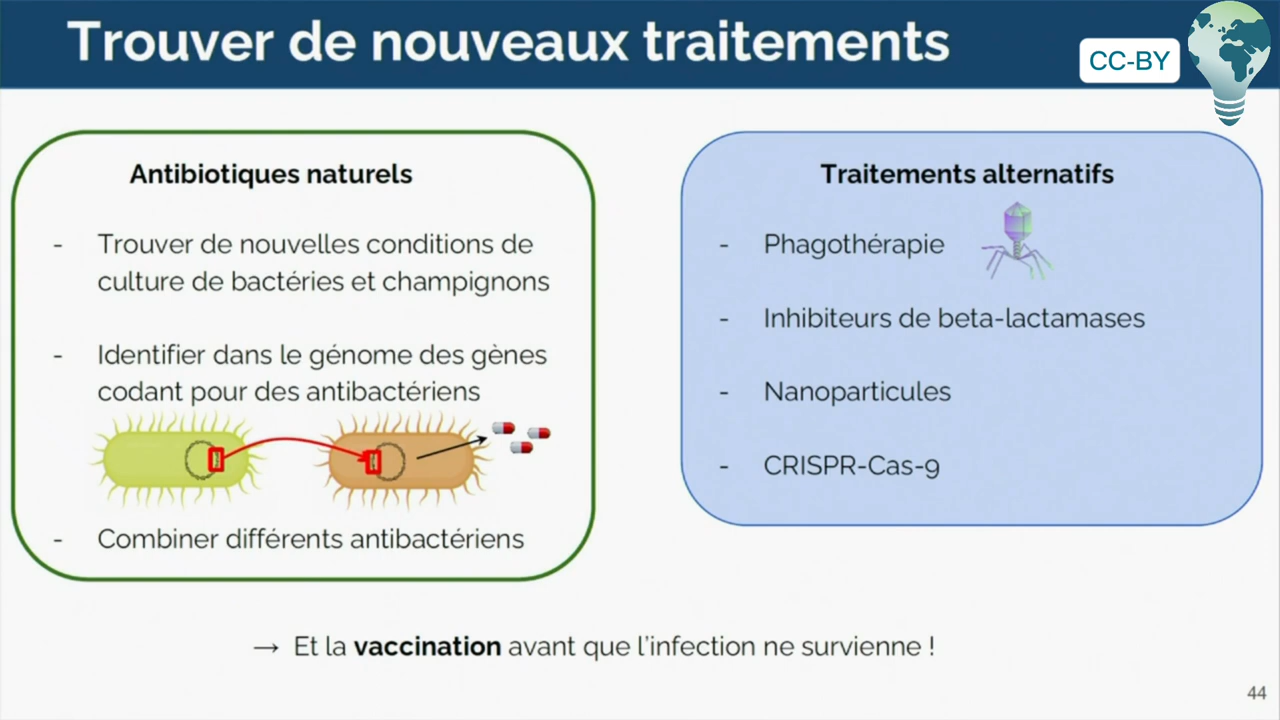 Trouver de nouveaux traitements
CC-BY
Antibiotiques naturels
- Trouver de nouvelles conditions de
culture de bactéries et champignons
- Identifier dans le génome des gènes
codant pour des antibactériens
- Combiner différents antibactériens
Traitements alternatifs
- Phagothérapie
- Inhibiteurs de beta-lactamases
- Nanoparticules
- CRISPR-Cas-9
→ Et la vaccination avant que l'infection ne survienne !
44